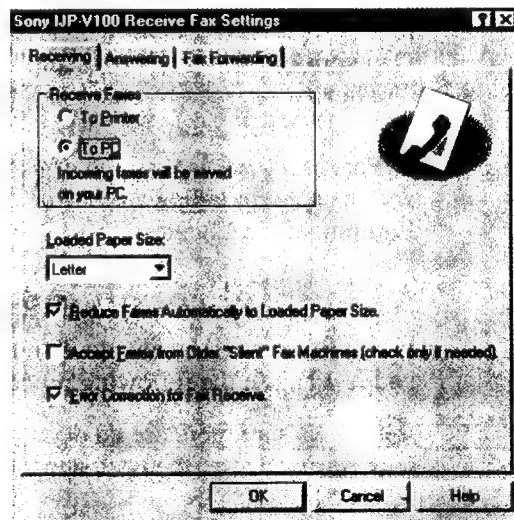 Sony IJP-V100 Receive Fax Settings
Receiving Answering Fax Forwarding
Receive Faxes
To Printer
To PC
Incoming faxes will be saved
on your PC.
Loaded Paper Size:
Letter
Reduce Faxes Automatically to Loaded Paper Size.
Accept Faxes from Older "Silent" Fax Machines (check only if needed).
Error Correction for Fax Receive.
OK Cancel Help